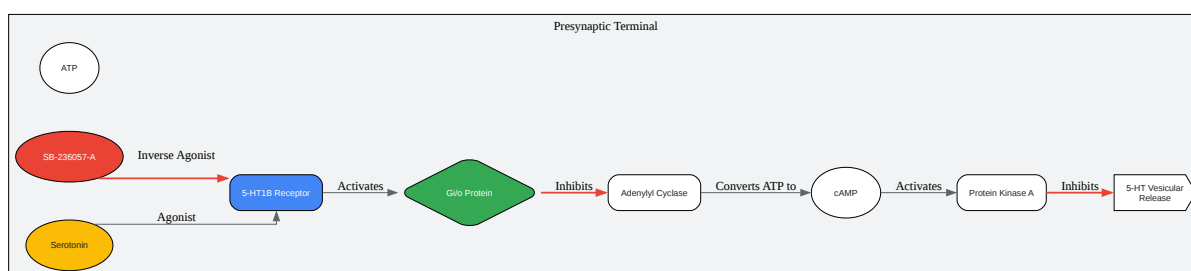 Presynaptic Terminal
ATP
SB-236057-A
Inverse Agonist
5-HT1B Receptor
Activates
Gi/o Protein
Inhibits
Adenylyl Cyclase
Converts ATP to
cAMP
Activates
Protein Kinase A
Inhibits
5-HT Vesicular
Release
Agonist
Serotonin